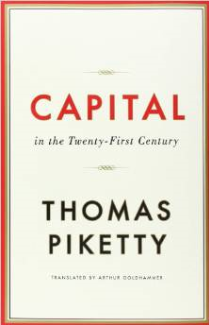 CAPITAL
in the Twenty-First Century
THOMAS
PIKETTY
TRANSLATED BY ARTHUR GOLDHAMMER